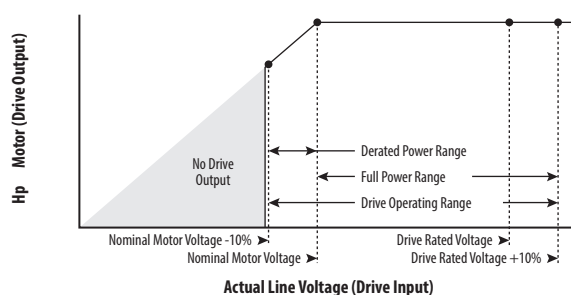 Hp Motor (Drive Output)
No Drive
Output
Derated Power Range
Full Power Range
Drive Operating Range
Nominal Motor Voltage -10%
Drive Rated Voltage
Nominal Motor Voltage
Drive Rated Voltage +10%
Actual Line Voltage (Drive Input)